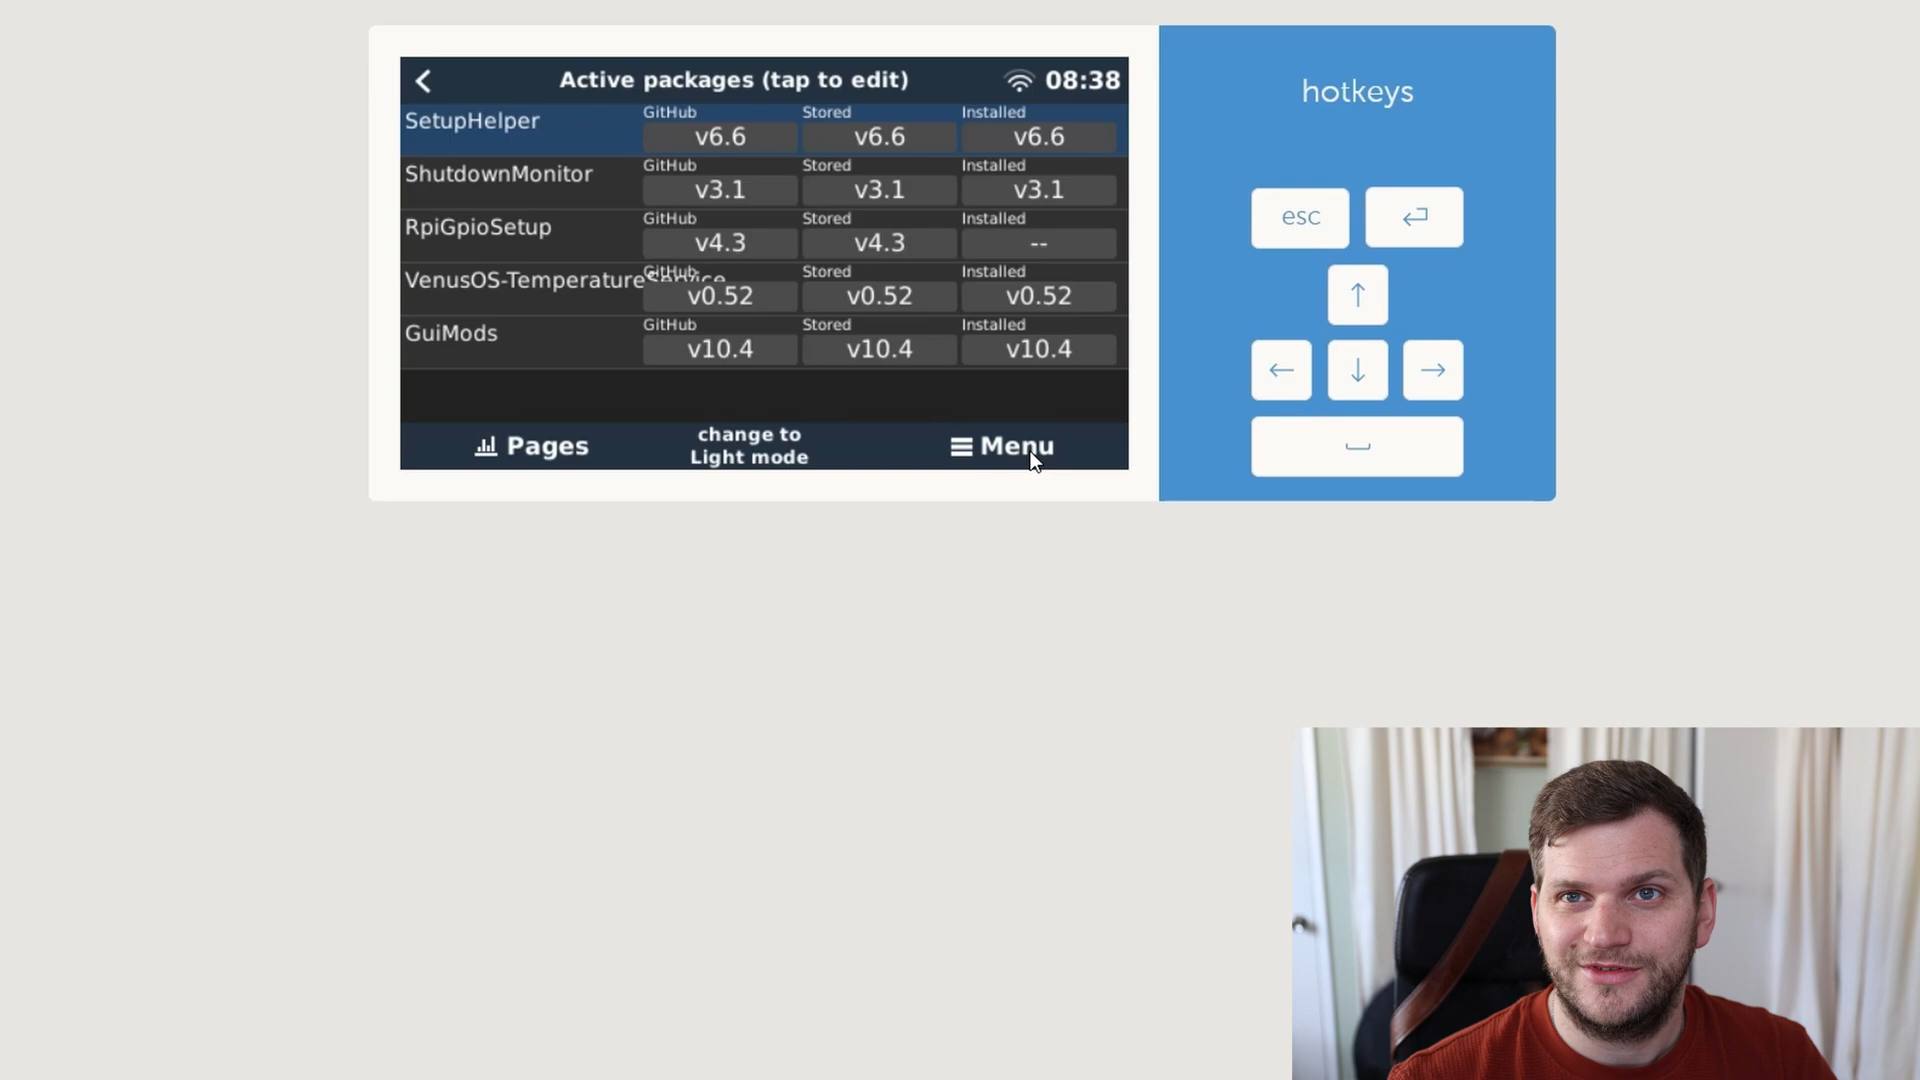 Active packages (tap to edit) 08:38
SetupHelper
GitHub Stored Installed
v6.6 v6.6 v6.6
ShutdownMonitor
GitHub Stored Installed
v3.1 v3.1 v3.1
RpiGpioSetup
GitHub Stored Installed
v4.3 v4.3 --
VenusOS-TemperatureService
GitHub Stored Installed
v0.52 v0.52 v0.52
GuiMods
GitHub Stored Installed
v10.4 v10.4 v10.4
Pages
change to
Light mode
Menu
hotkeys
esc